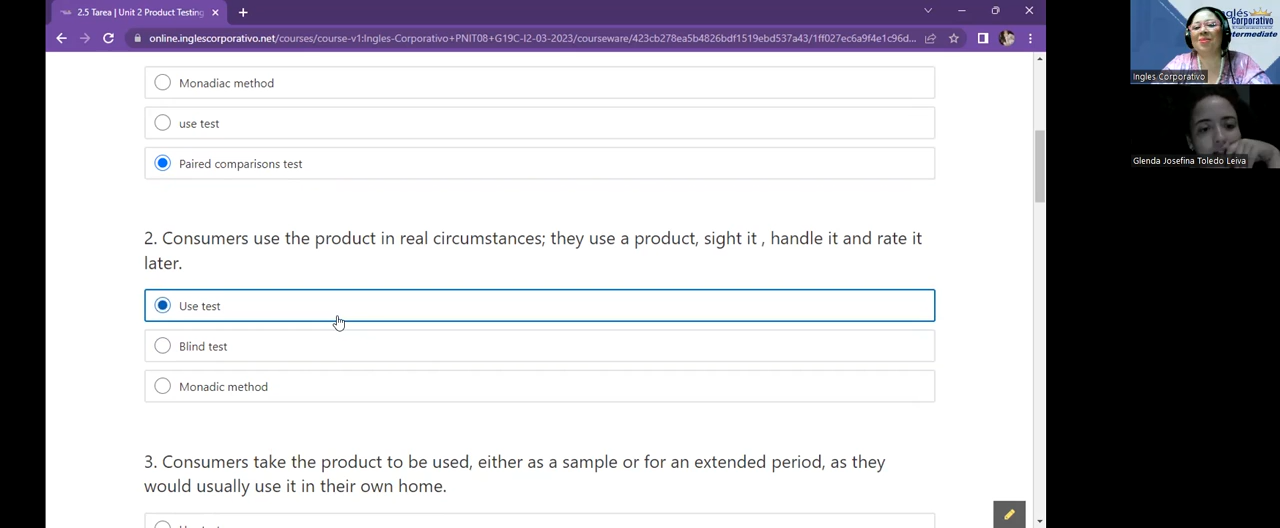 2.5 Tarea | Unit 2 Product Testing
online.inglescorporativo.net/courses/course-v1:Ingles-Corporativo+PNIT08+G19C-I2-03-2023/courseware/423cb278ea5b4826bdf1519ebd537a43/1ff027ec6a9f4e1c96d...
Monadiac method
use test
Paired comparisons test
2. Consumers use the product in real circumstances; they use a product, sight it , handle it and rate it
later.
Use test
Blind test
Monadic method
3. Consumers take the product to be used, either as a sample or for an extended period, as they
would usually use it in their own home.
Inglés
Corporativo
Intermediate
Ingles Corporativo
Glenda Josefina Toledo Leiva